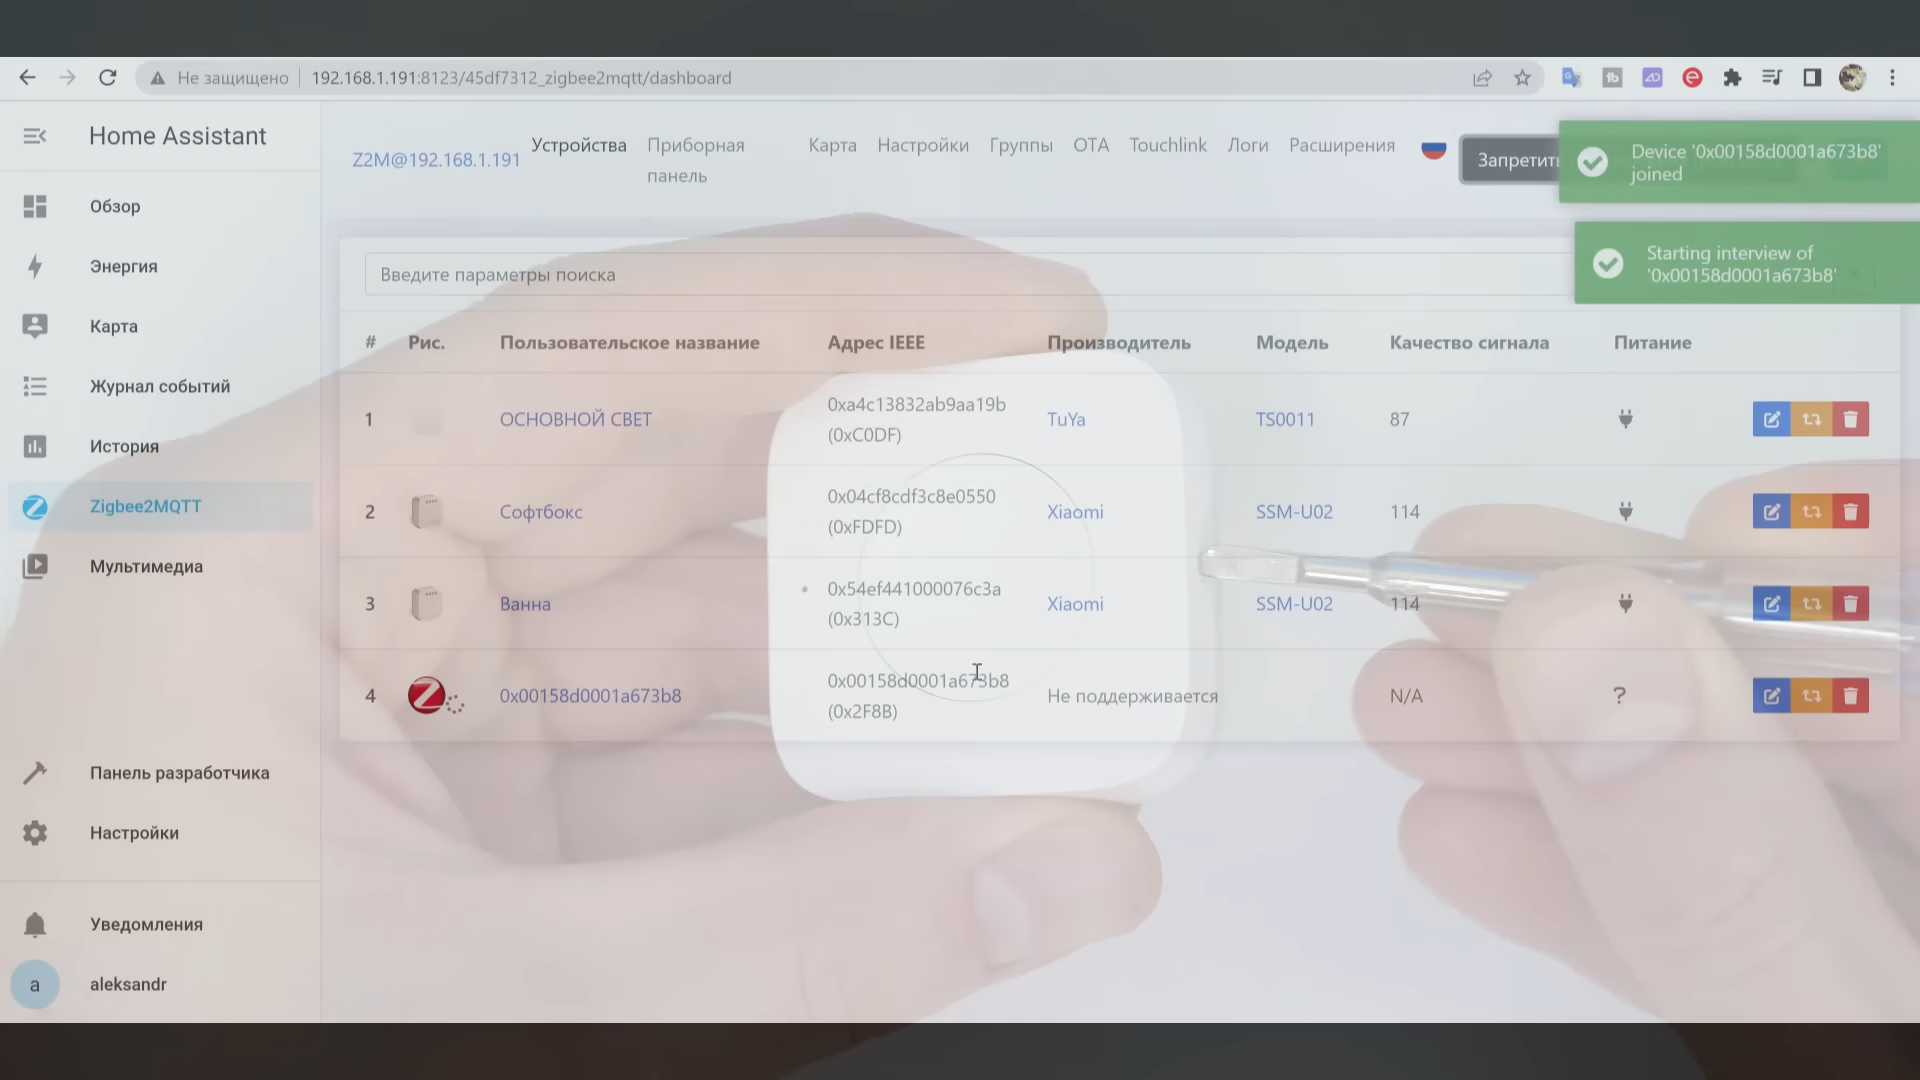 Не защищено
192.168.1.191:8123/45df7312_zigbee2mqtt/dashboard
Home Assistant
Обзор
Энергия
Карта
Журнал событий
История
Zigbee2MQTT
Мультимедиа
Панель разработчика
Настройки
Уведомления
a
aleksandr
Z2M@192.168.1.191
Устройства
Приборная
панель
Карта
Настройки
Группы
OTA
Touchlink
Логи
Расширения
Запретить
Device '0x00158d0001a673b8'
joined
Starting interview of
'0x00158d0001a673b8'
Введите параметры поиска
# Рис. Пользовательское название Адрес IEEE Производитель Модель Качество сигнала Питание
1 ОСНОВНОЙ СВЕТ 0xa4c13832ab9aa19b TuYa TS0011 87
(0xC0DF)
2 Софтбокс 0x04cf8cdf3c8e0550 Xiaomi SSM-U02 114
(0xFDFD)
3 Ванна 0x54ef441000076c3a Xiaomi SSM-U02 114
(0x313C)
4 0x00158d0001a673b8 0x00158d0001a673b8 Не поддерживается N/A ?
(0x2F8B)